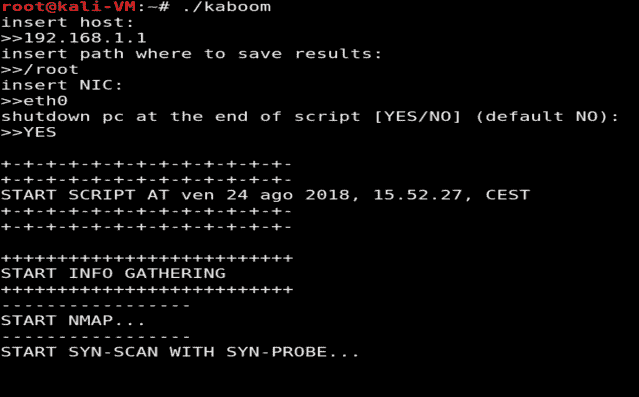 root@kali-VM:~# ./kaboom
insert host:
>>192.168.1.1
insert path where to save results:
>>/root
insert NIC:
>>eth0
shutdown pc at the end of script [YES/NO] (default NO):
>>YES
+-+-+-+-+-+-+-+-+-+-+-+-+-
+-+-+-+-+-+-+-+-+-+-+-+-+-
START SCRIPT AT ven 24 ago 2018, 15.52.27, CEST
+-+-+-+-+-+-+-+-+-+-+-+-+-
+-+-+-+-+-+-+-+-+-+-+-+-+-
++++++++++++++++++++++++++
START INFO GATHERING
++++++++++++++++++++++++++
-----------------
START NMAP...
-----------------
START SYN-SCAN WITH SYN-PROBE...